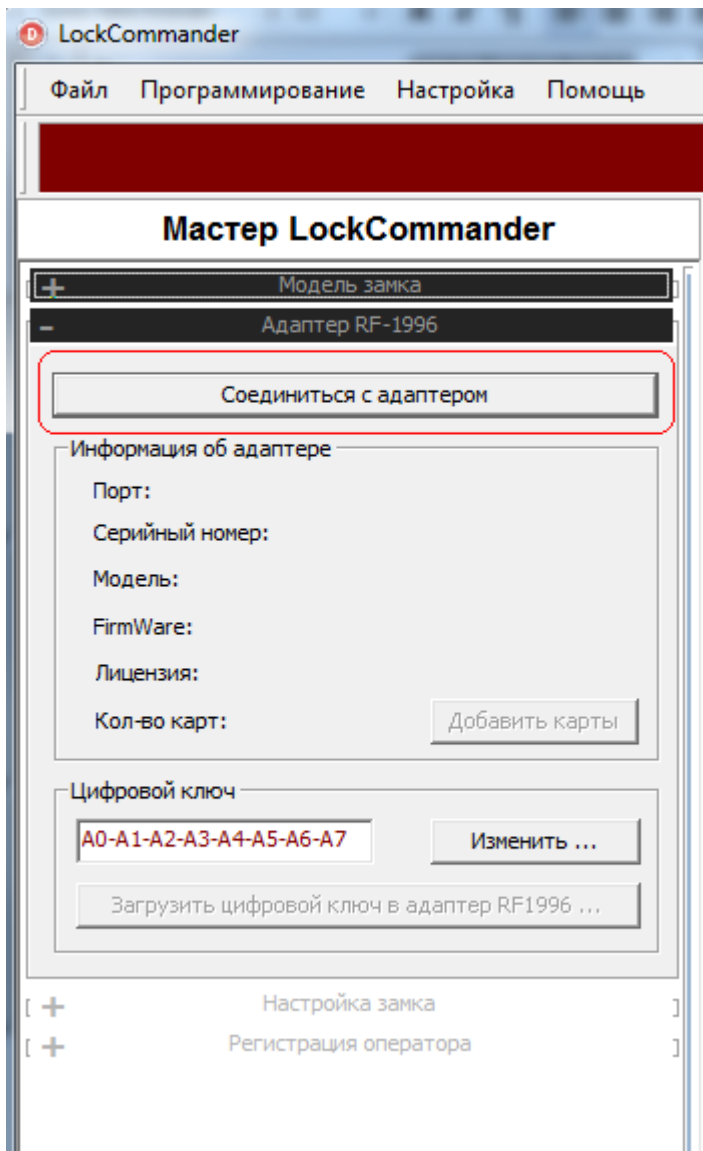 LockCommander
Файл Программирование Настройка Помощь
Мастер LockCommander
Модель замка
Адаптер RF-1996
Соединиться с адаптером
Информация об адаптере
Порт:
Серийный номер:
Модель:
FirmWare:
Лицензия:
Кол-во карт: Добавить карты
Цифровой ключ
A0-A1-A2-A3-A4-A5-A6-A7 Изменить ...
Загрузить цифровой ключ в адаптер RF1996 ...
Настройка замка
Регистрация оператора